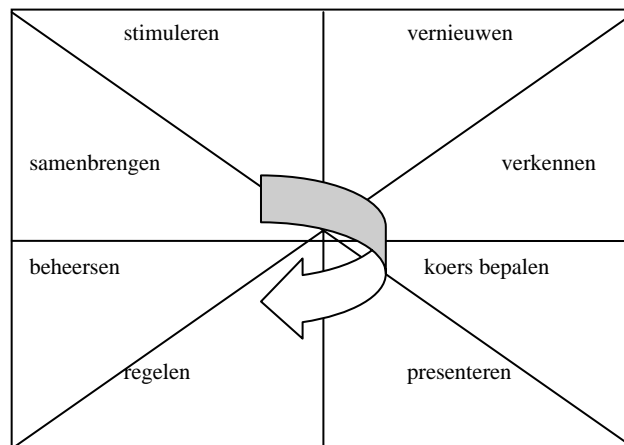 stimuleren
vernieuwen
samenbrengen
verkennen
beheersen
koers bepalen
regelen
presenteren